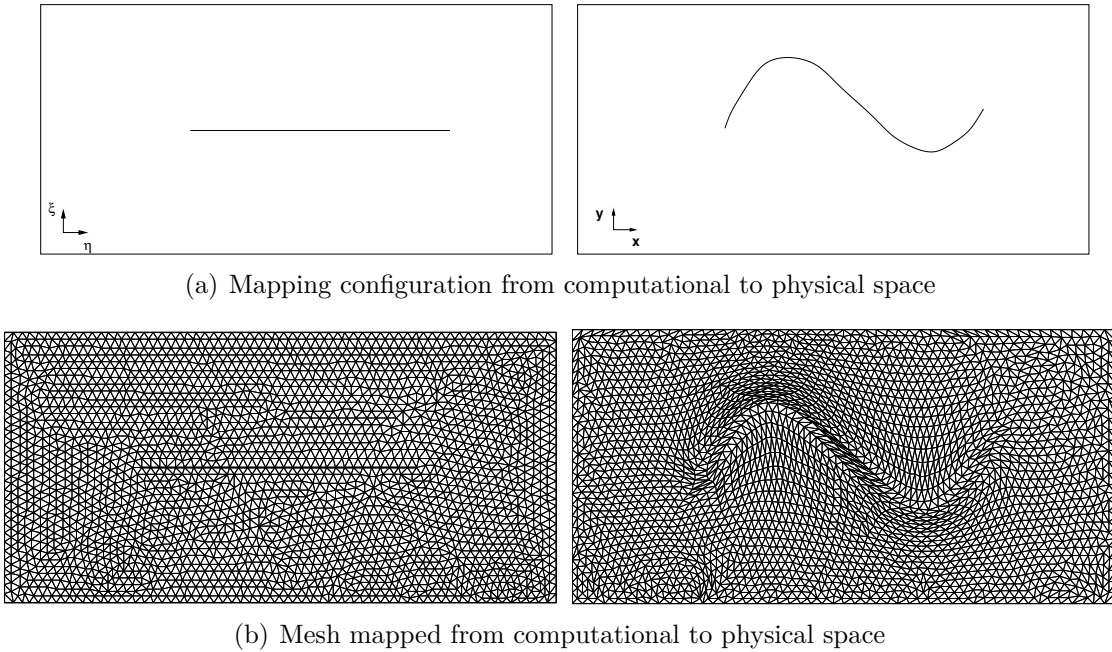 ξ
η
y
x
(a) Mapping configuration from computational to physical space
(b) Mesh mapped from computational to physical space